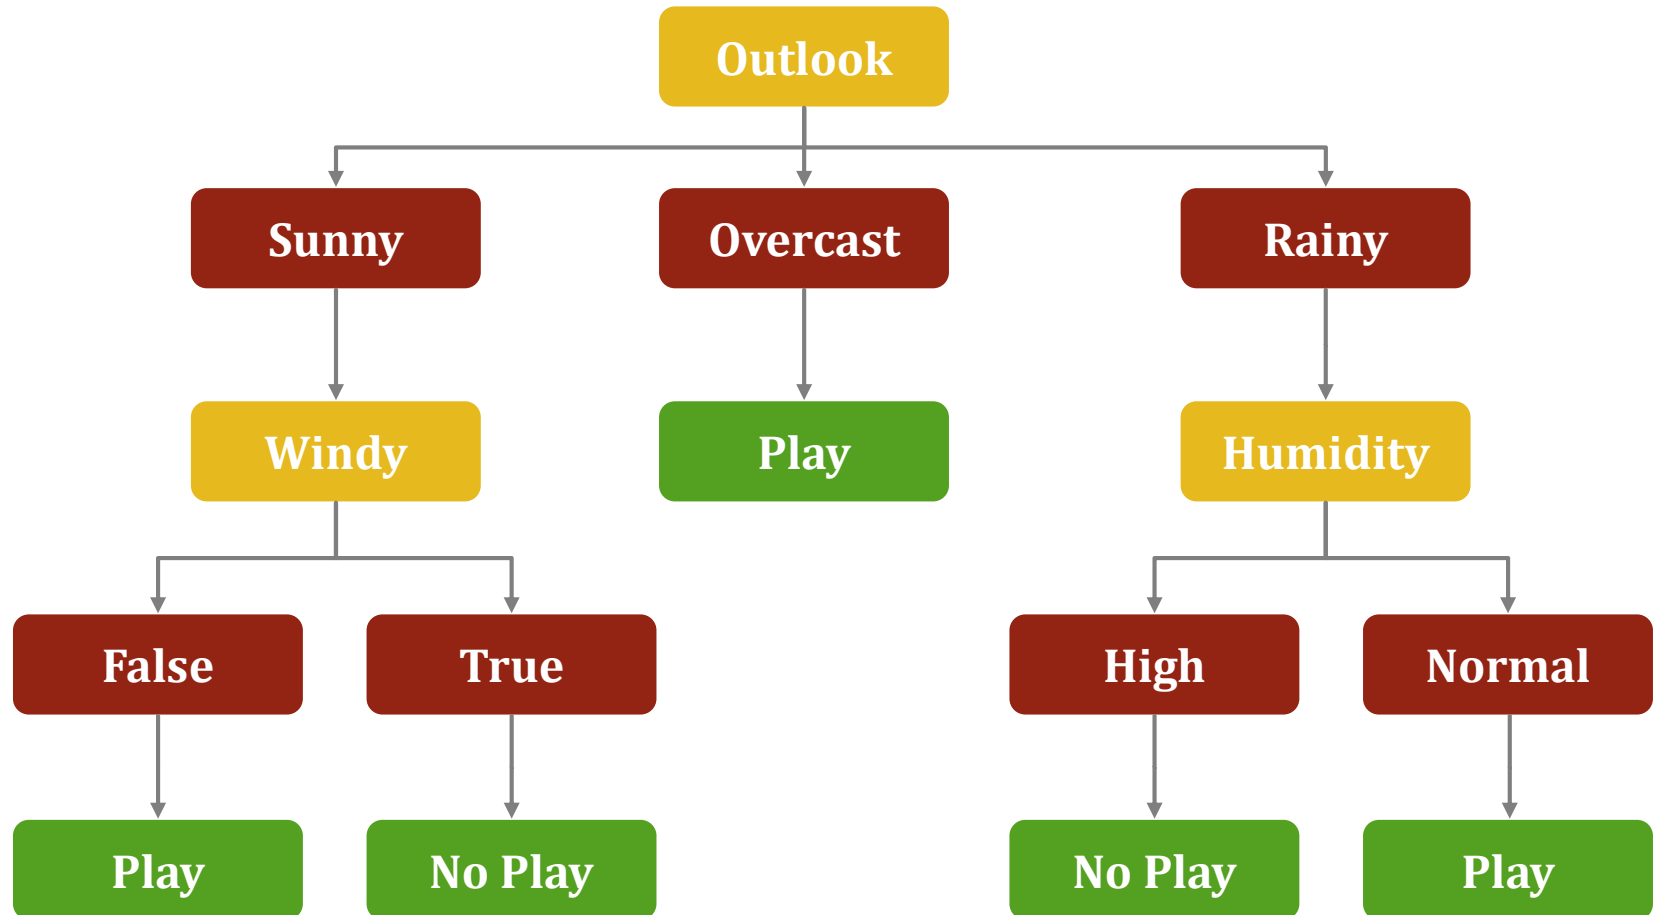 Outlook
Sunny
Overcast
Rainy
Windy
Play
Humidity
False
True
High
Normal
Play
No Play
No Play
Play